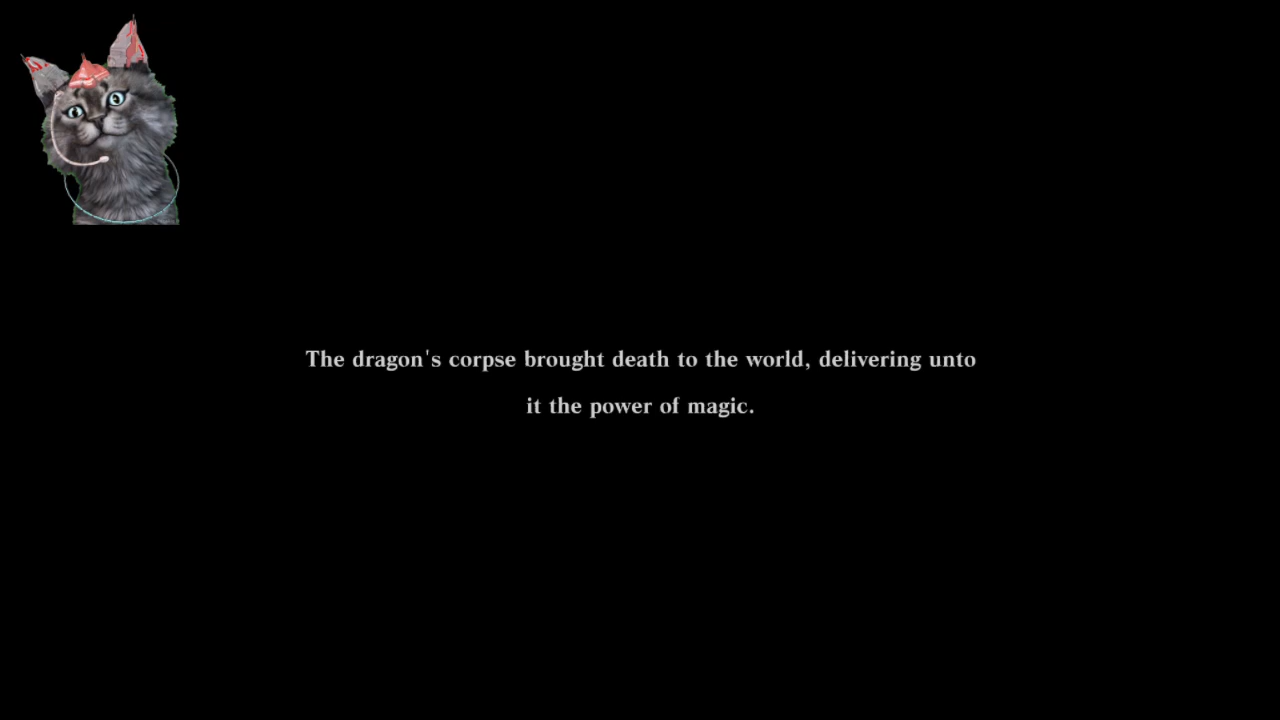 The dragon's corpse brought death to the world, delivering unto
it the power of magic.